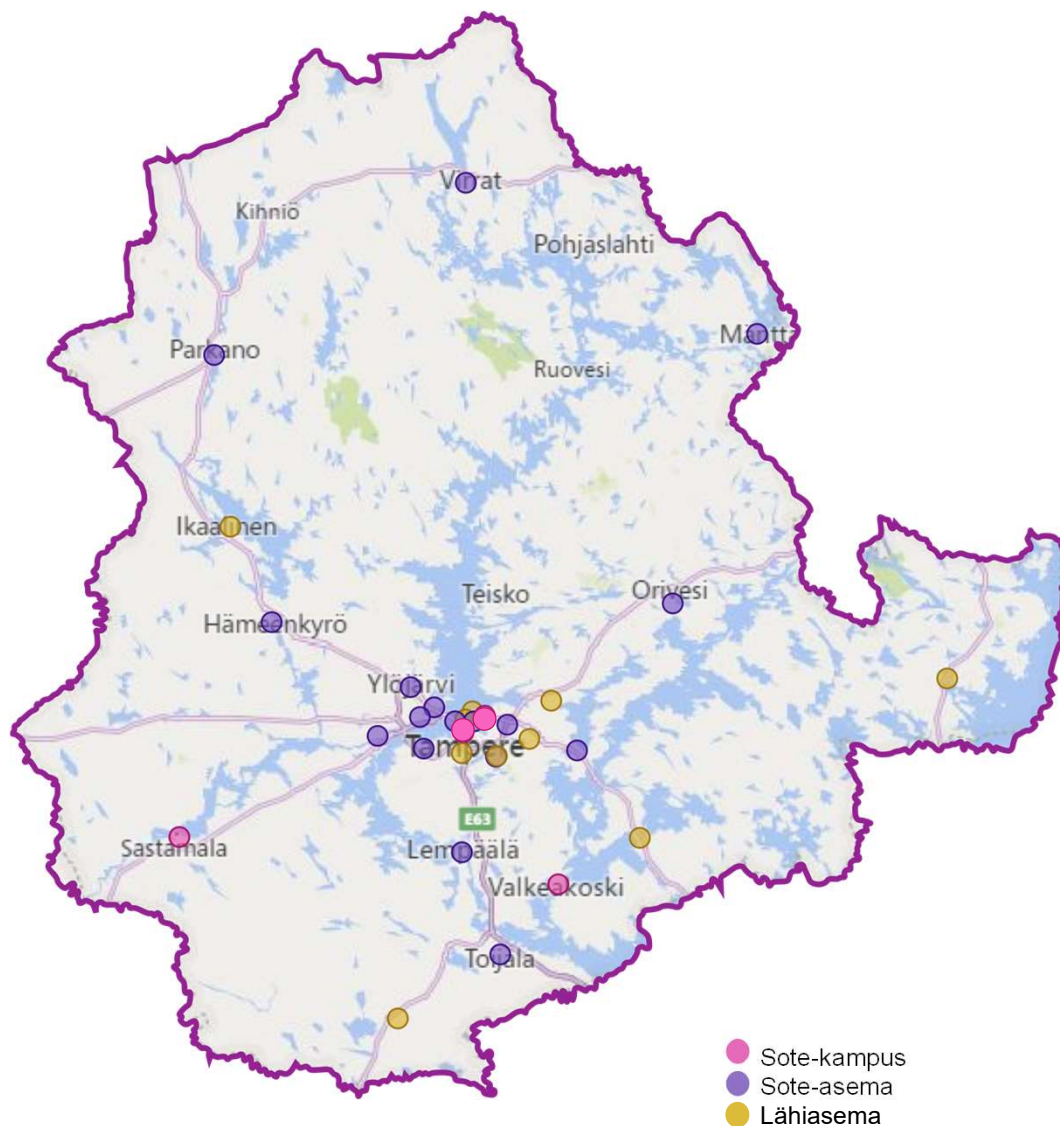 Virrat
Kihniö
Pohjaslahti
Mäntta
Parkano
Ruovesi
Ikaalinen
Teisko
Orivesi
Hämeenkyrö
Ylöjärvi
Tampere
E63
Sastamala
Lempäälä
Valkeakoski
Toijala
Sote-kampus
Sote-asema
Lähiasema